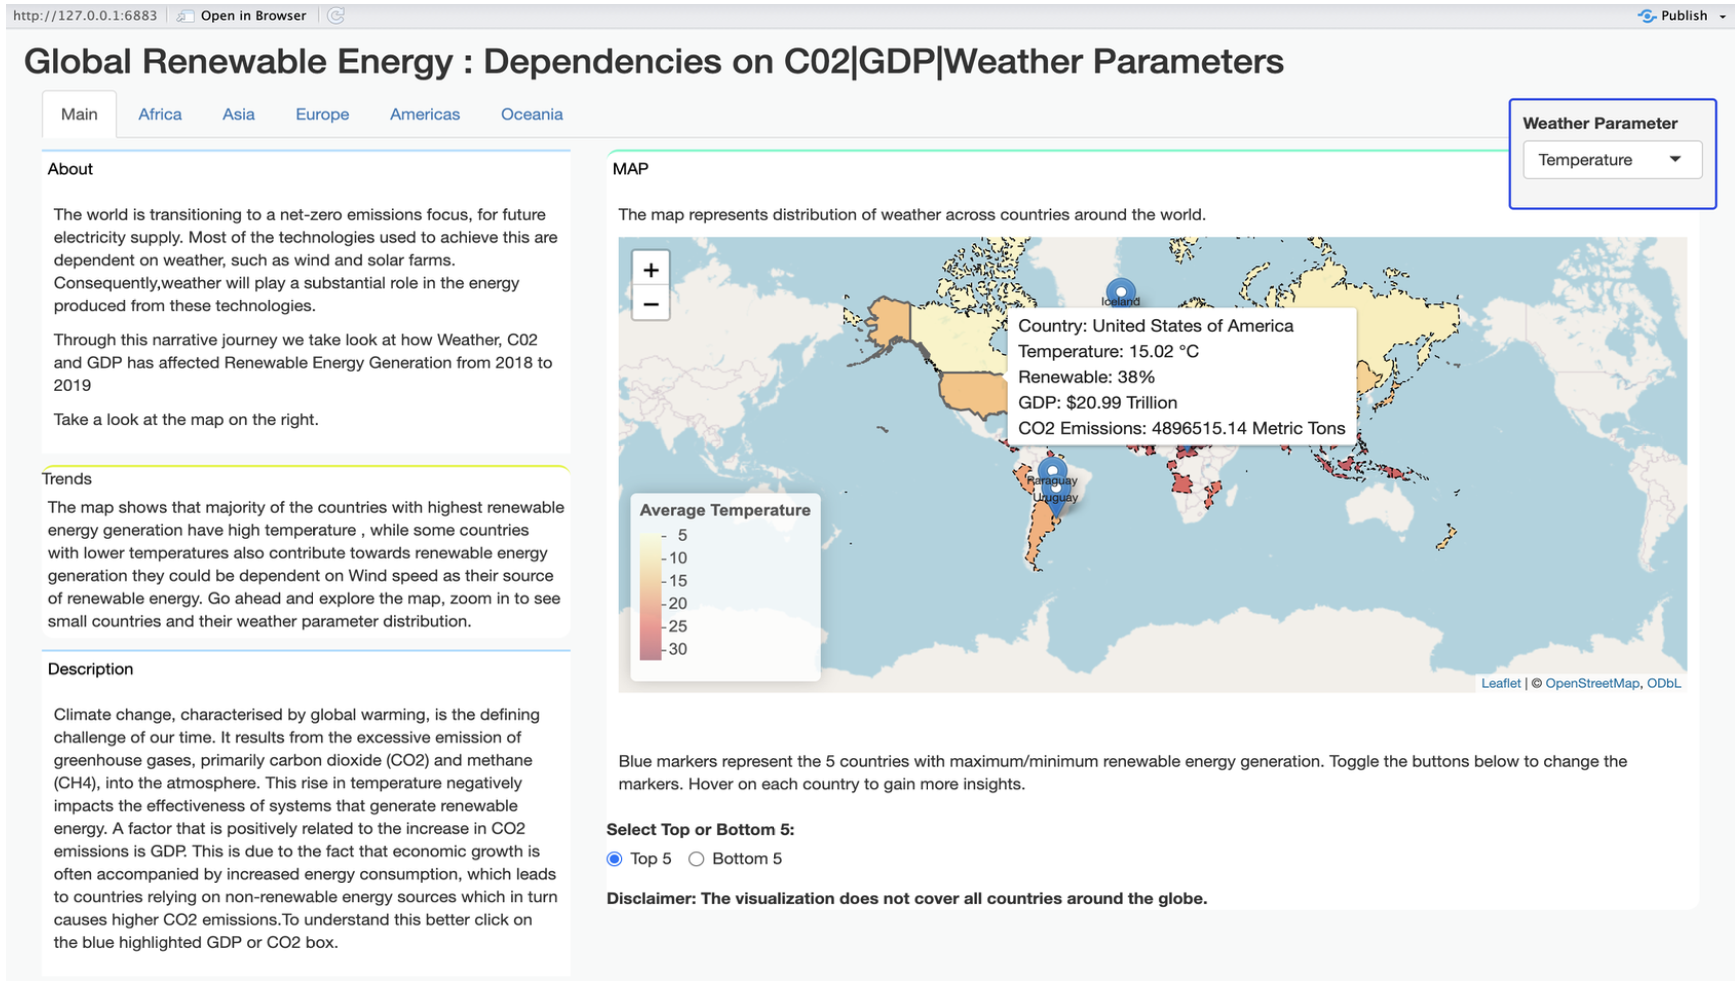 http://127.0.0.1:6883 Open in Browser Publish
Global Renewable Energy : Dependencies on C02|GDP|Weather Parameters
Main Africa Asia Europe Americas Oceania
Weather Parameter
Temperature
About
The world is transitioning to a net-zero emissions focus, for future
electricity supply. Most of the technologies used to achieve this are
dependent on weather, such as wind and solar farms.
Consequently,weather will play a substantial role in the energy
produced from these technologies.
Through this narrative journey we take look at how Weather, C02
and GDP has affected Renewable Energy Generation from 2018 to
2019
Take a look at the map on the right.
Trends
The map shows that majority of the countries with highest renewable
energy generation have high temperature , while some countries
with lower temperatures also contribute towards renewable energy
generation they could be dependent on Wind speed as their source
of renewable energy. Go ahead and explore the map, zoom in to see
small countries and their weather parameter distribution.
Description
Climate change, characterised by global warming, is the defining
challenge of our time. It results from the excessive emission of
greenhouse gases, primarily carbon dioxide (CO2) and methane
(CH4), into the atmosphere. This rise in temperature negatively
impacts the effectiveness of systems that generate renewable
energy. A factor that is positively related to the increase in CO2
emissions is GDP. This is due to the fact that economic growth is
often accompanied by increased energy consumption, which leads
to countries relying on non-renewable energy sources which in turn
causes higher CO2 emissions.To understand this better click on
the blue highlighted GDP or CO2 box.
MAP
The map represents distribution of weather across countries around the world.
+
−
Iceland
Country: United States of America
Temperature: 15.02 °C
Renewable: 38%
GDP: $20.99 Trillion
CO2 Emissions: 4896515.14 Metric Tons
Paraguay
Uruguay
Average Temperature
5
10
15
20
25
30
Leaflet | © OpenStreetMap, ODbL
Blue markers represent the 5 countries with maximum/minimum renewable energy generation. Toggle the buttons below to change the
markers. Hover on each country to gain more insights.
Select Top or Bottom 5:
Top 5 Bottom 5
Disclaimer: The visualization does not cover all countries around the globe.